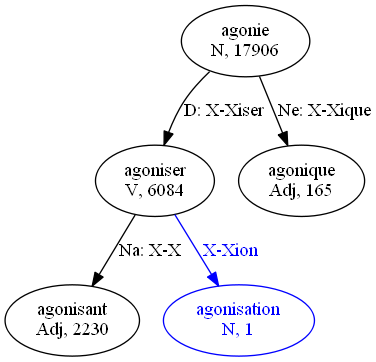 agonie
N, 17906
D: X-Xiser
Ne: X-Xique
agoniser
V, 6084
agonique
Adj, 165
Na: X-X
X-Xion
agonisant
Adj, 2230
agonisation
N, 1